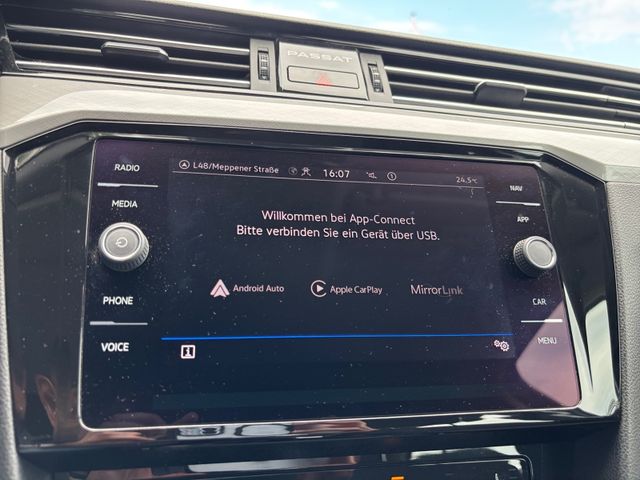 PASSAT
RADIO
MEDIA
PHONE
VOICE
L48/Meppener Straße
16:07
24.5°C
Willkommen bei App-Connect
Bitte verbinden Sie ein Gerät über USB.
Android Auto
Apple CarPlay
MirrorLink
NAV
APP
CAR
MENU